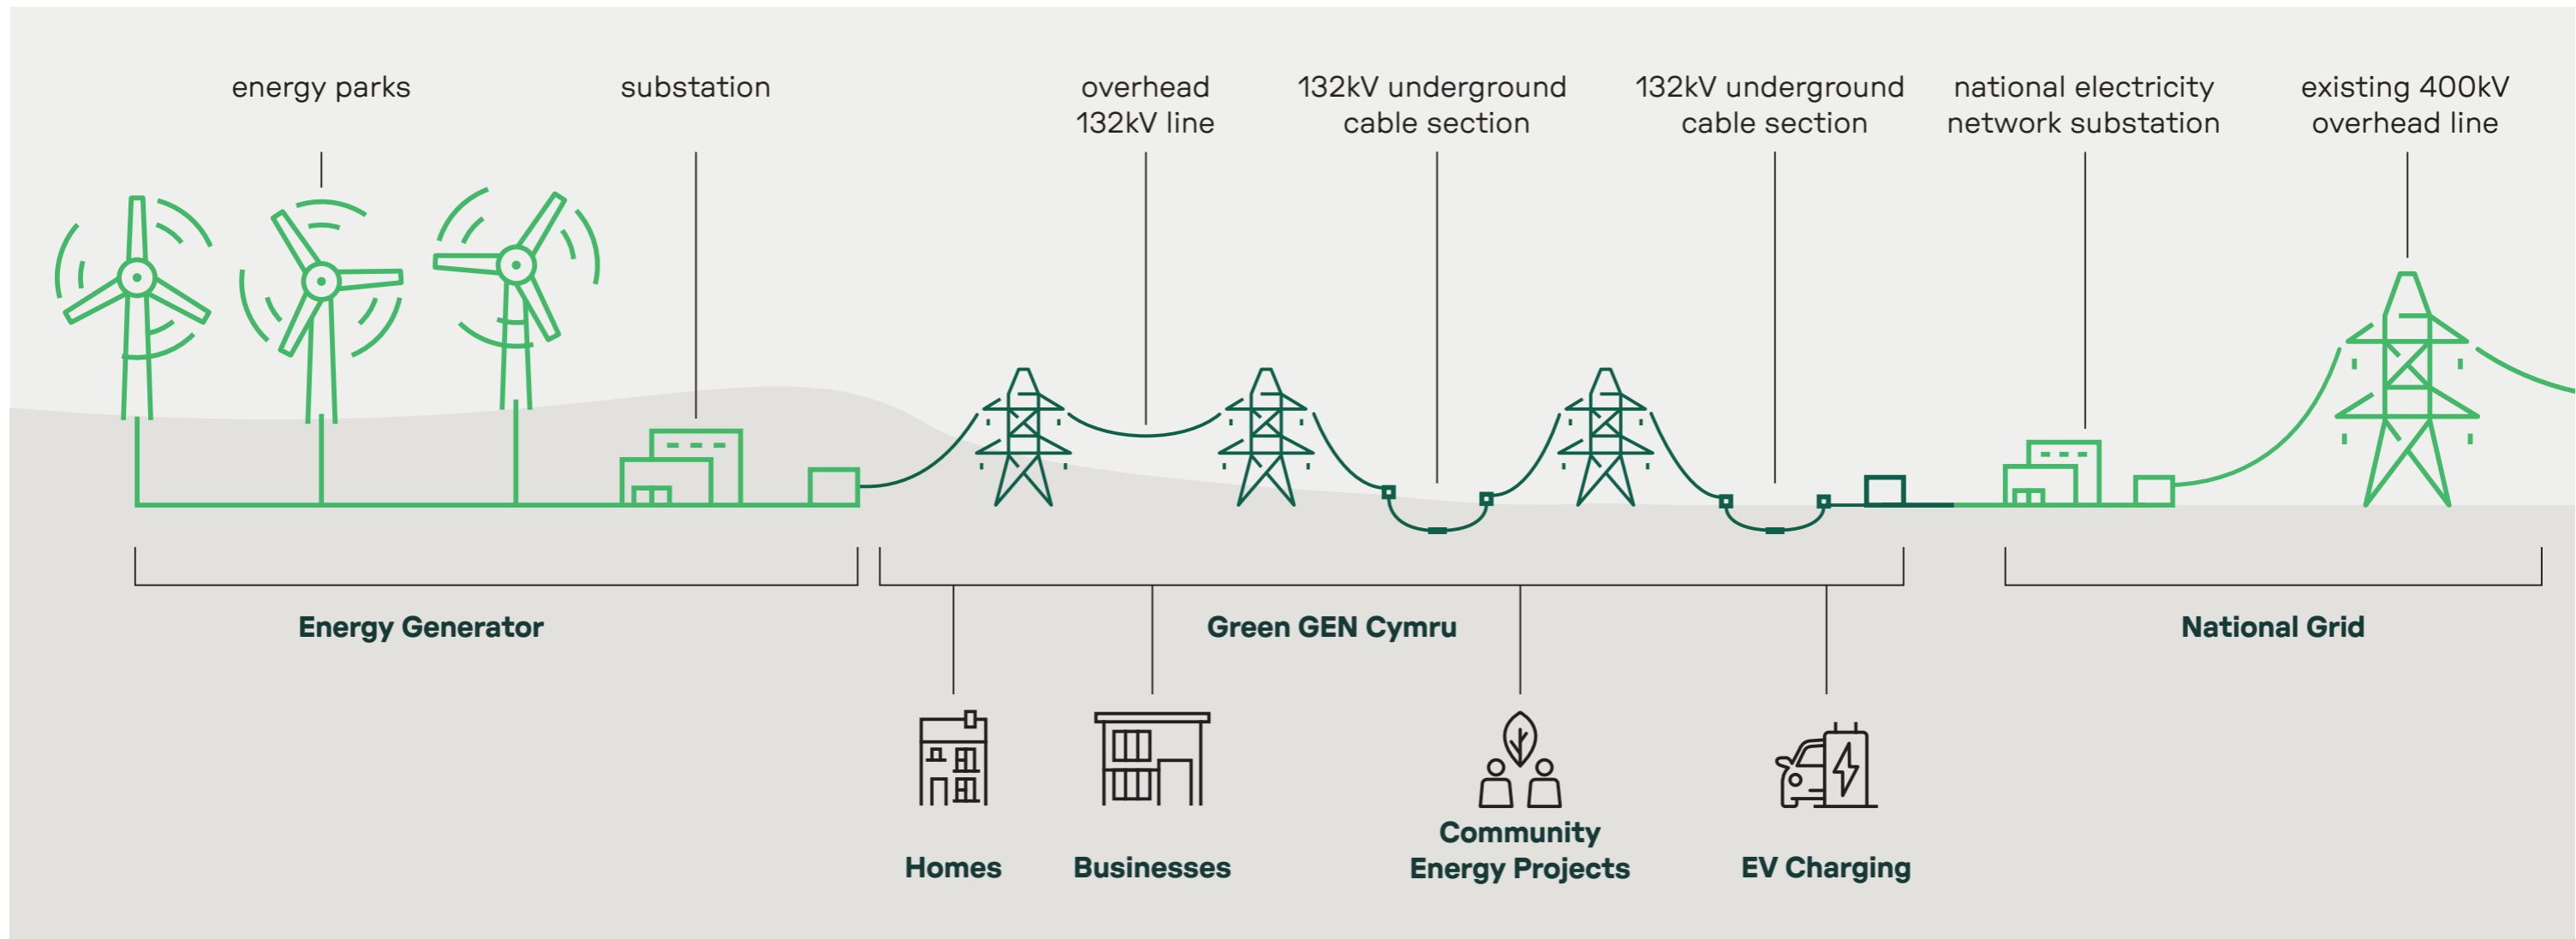 energy parks
substation
overhead
132kV line
132kV underground
cable section
132kV underground
cable section
national electricity
network substation
existing 400kV
overhead line
Energy Generator
Green GEN Cymru
National Grid
Homes
Businesses
Community
Energy Projects
EV Charging